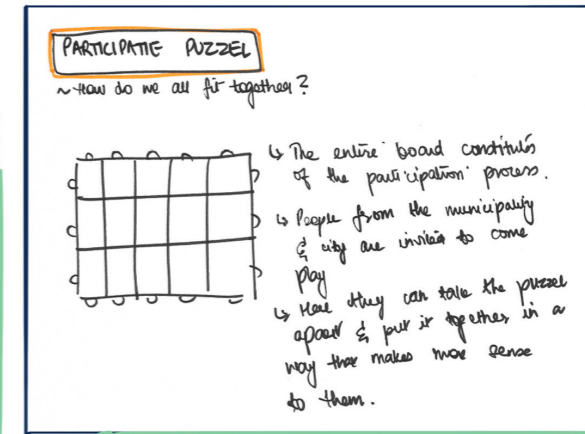 PARTICIPATIE PUZZEL
~ How do we all fit together?
↳ The entire board constitutes
of the participation process.
↳ People from the municipality
& city are invited to come
play
↳ Here they can take the puzzel
apart & put it together in a
way that makes more sense
to them.